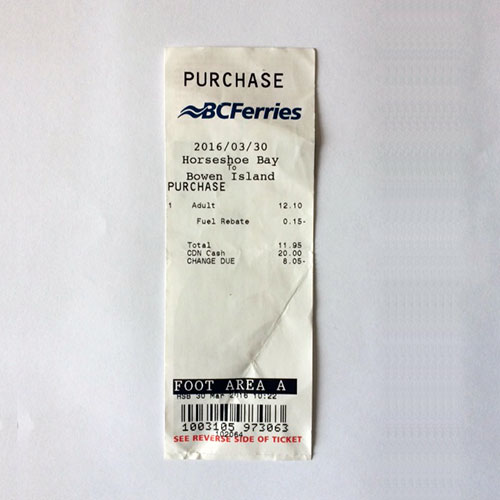 PURCHASE
BCFerries
2016/03/30
Horseshoe Bay
To
Bowen Island
PURCHASE
1 Adult 12.10
Fuel Rebate 0.15-
Total 11.95
CDN Cash 20.00
CHANGE DUE 8.05-
FOOT AREA A
HSB 30 Mar 2016 10:22
1003105 973063
102064
SEE REVERSE SIDE OF TICKET